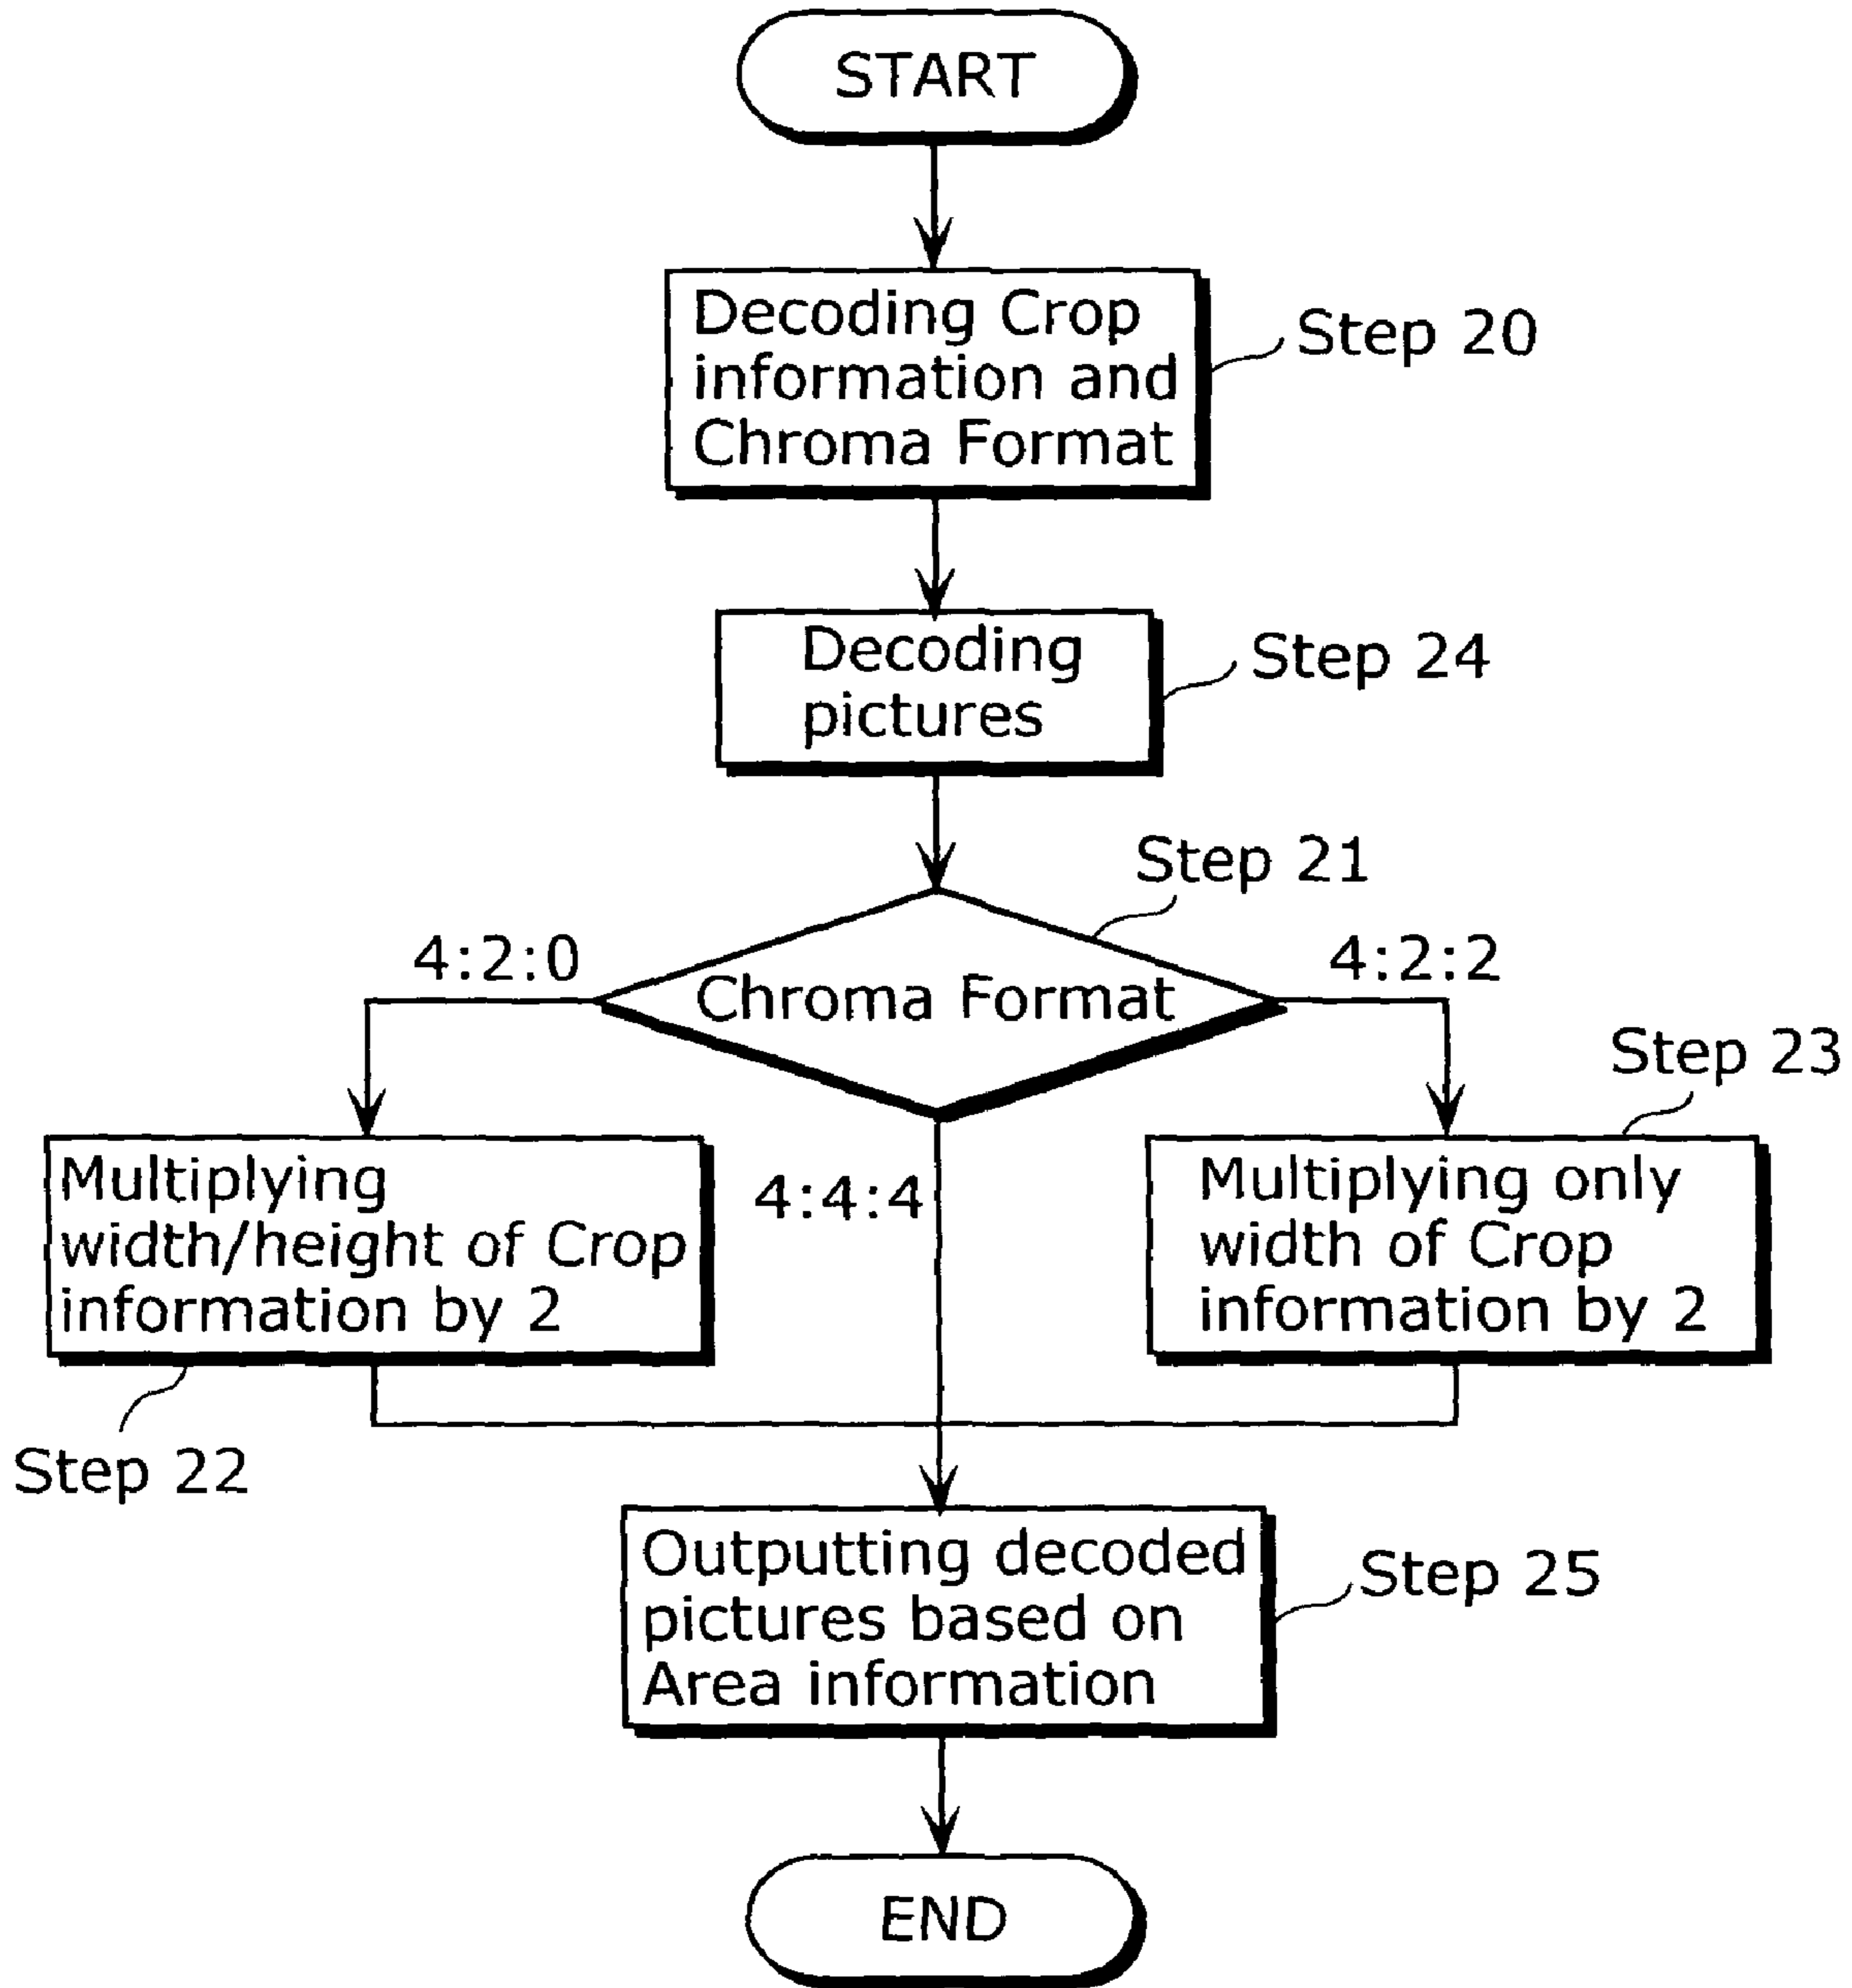 START
Decoding Crop
information and
Chroma Format
Step 20
Decoding
pictures
Step 24
Step 21
4:2:0
Chroma Format
4:2:2
Step 23
Multiplying
width/height of Crop
information by 2
4:4:4
Multiplying only
width of Crop
information by 2
Step 22
Outputting decoded
pictures based on
Area information
Step 25
END